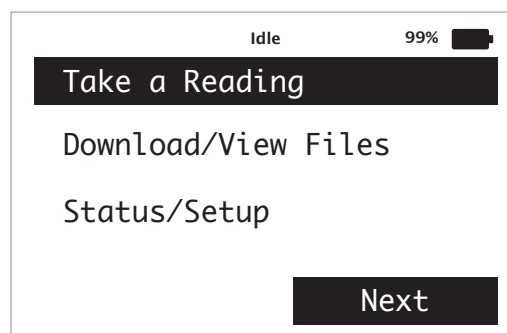 Idle 99%
Take a Reading
Download/View Files
Status/Setup
Next